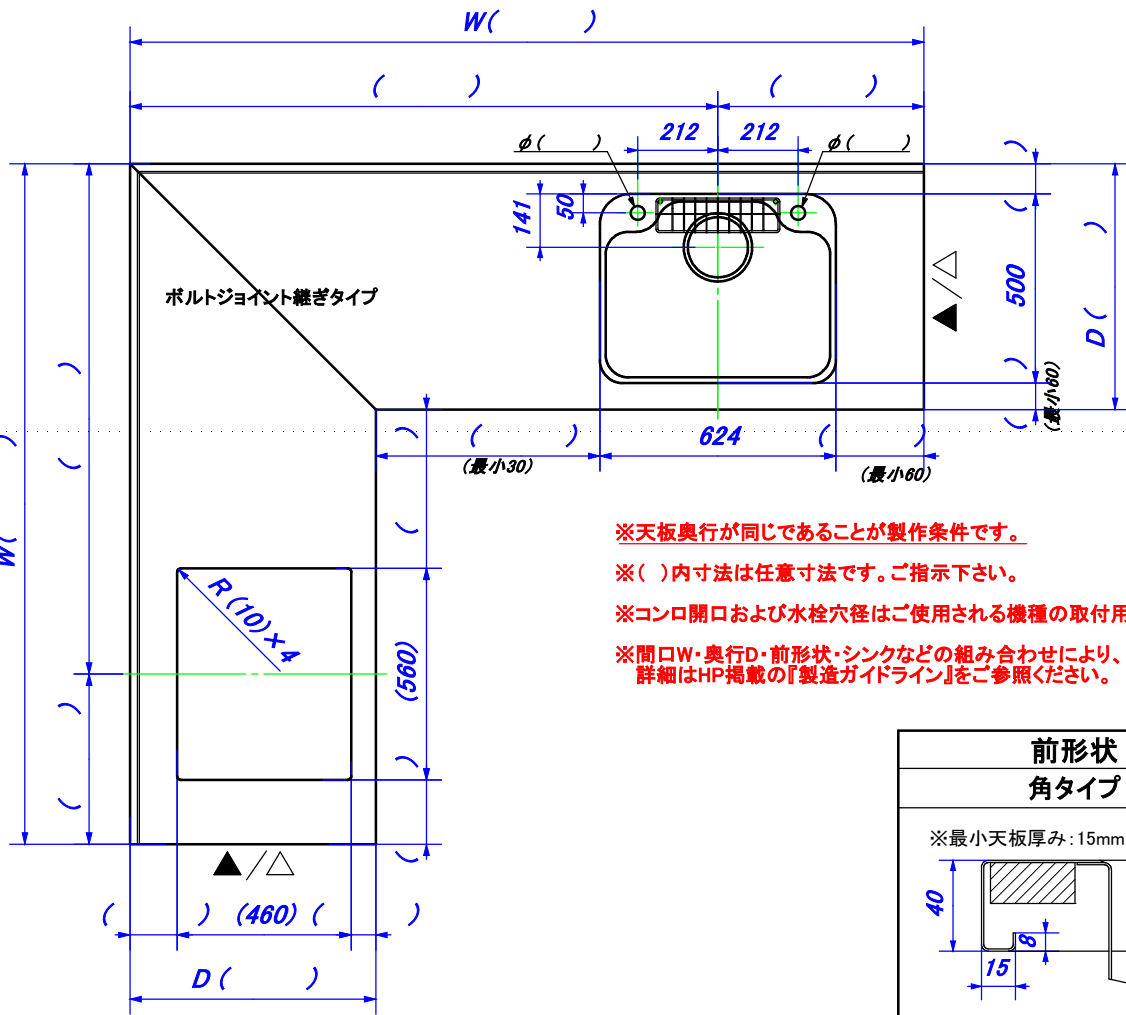 W(　　　)
(　　　)
(　　　)
212
212
φ(　　　)
φ(　　　)
(　)
141
50
(　)
500
D(　　　)
ボルトジョイント継ぎタイプ
(　)
(最小60)
(　　　)
(　　　)
624
(　　　)
(最小30)
(最小60)
W(　　　)
(　　　)
(　　　)
※天板奥行が同じであることが製作条件です。
※(　)内寸法は任意寸法です。ご指示下さい。
R(10)×4
※コンロ開口および水栓穴径はご使用される機種の取付用
(560)
※間口W・奥行D・前形状・シンクなどの組み合わせにより、
詳細はHP掲載の『製造ガイドライン』をご参照ください。
(　　　)
(　　　)
前形状
角タイプ
※最小天板厚み:15mm
▲/△
▲/△
40
8
15
(　　　)
(460)
(　　　)
D(　　　)